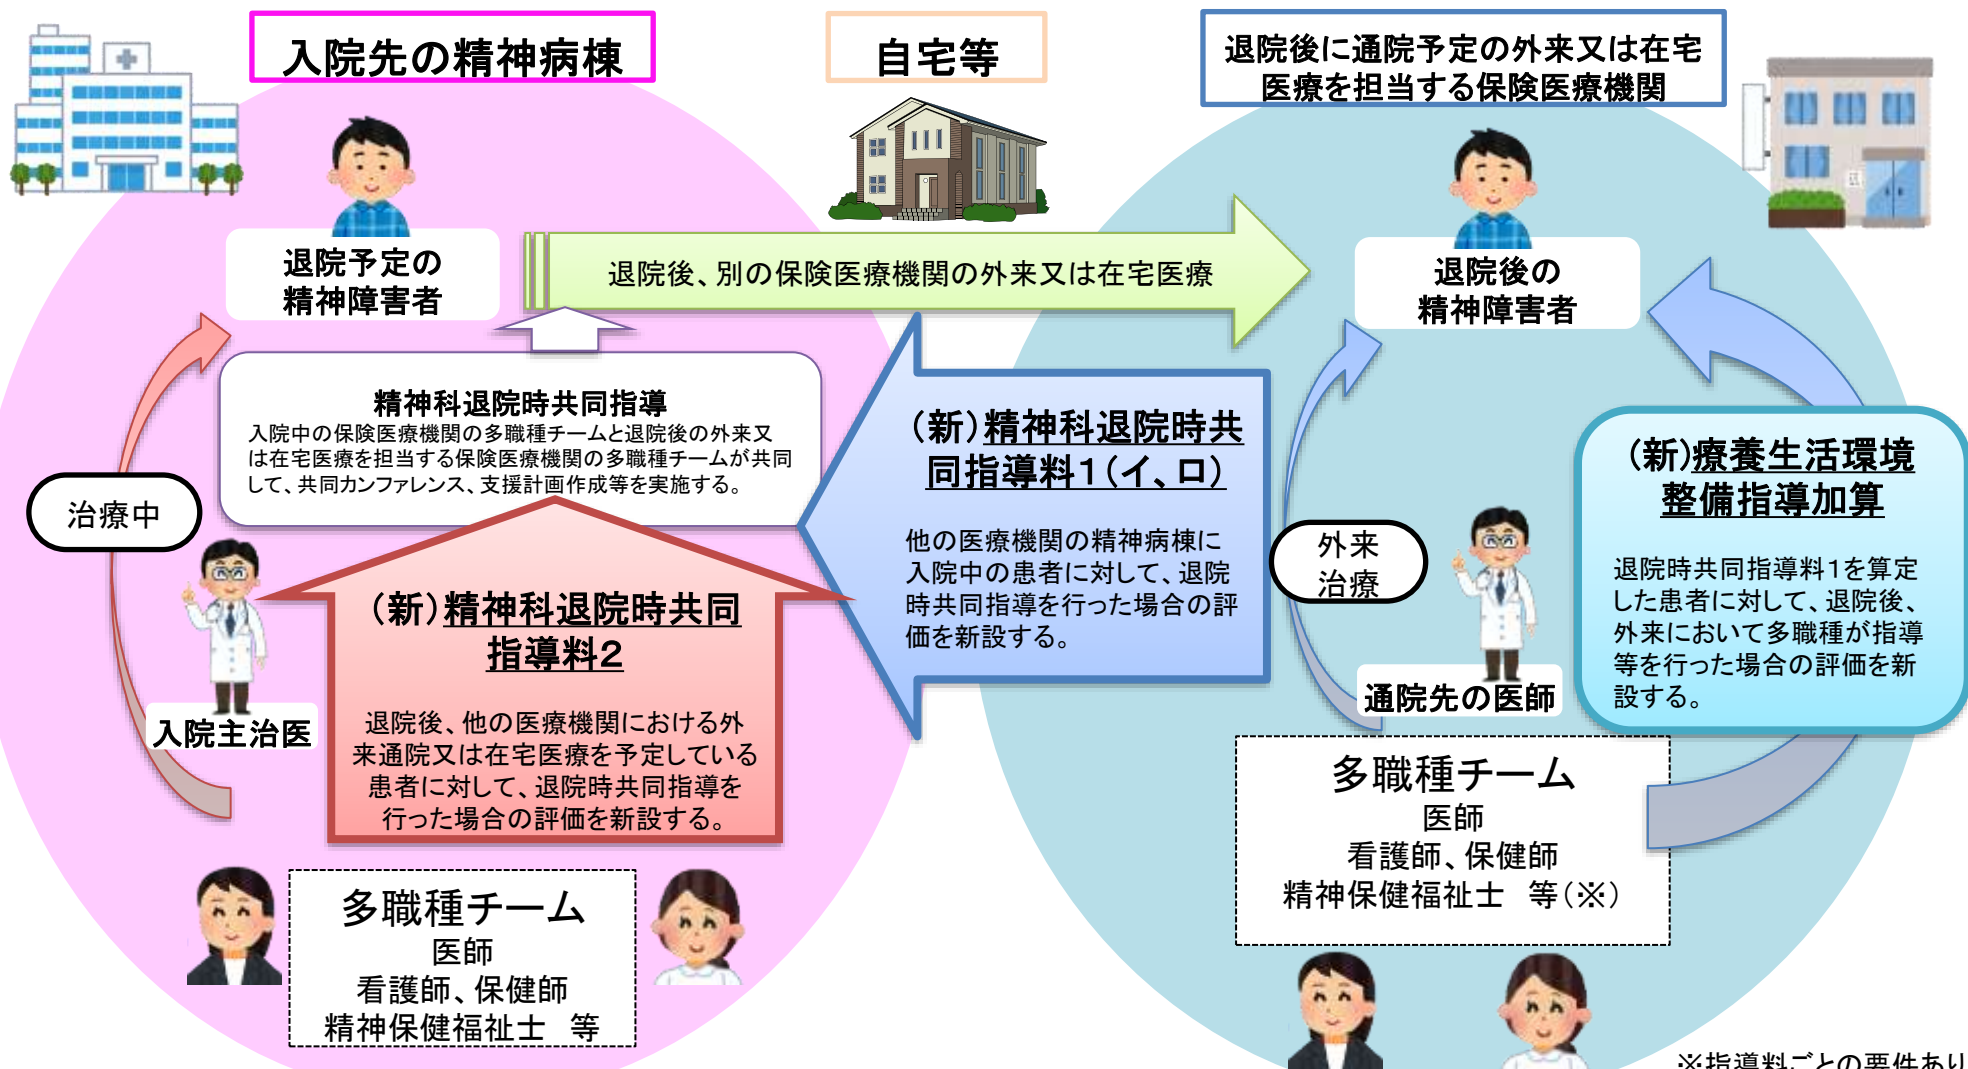 入院先の精神病棟
自宅等
退院後に通院予定の外来又は在宅
医療を担当する保険医療機関
退院予定の
精神障害者
退院後、別の保険医療機関の外来又は在宅医療
退院後の
精神障害者
精神科退院時共同指導
入院中の保険医療機関の多職種チームと退院後の外来又
は在宅医療を担当する保険医療機関の多職種チームが共同
して、共同カンファレンス、支援計画作成等を実施する。
治療中
入院主治医
(新)精神科退院時共同
指導料2
退院後、他の医療機関における外
来通院又は在宅医療を予定している
患者に対して、退院時共同指導を
行った場合の評価を新設する。
多職種チーム
医師
看護師、保健師
精神保健福祉士　等
(新)精神科退院時共
同指導料1(イ、ロ)
他の医療機関の精神病棟に
入院中の患者に対して、退院
時共同指導を行った場合の評
価を新設する。
外来
治療
通院先の医師
(新)療養生活環境
整備指導加算
退院時共同指導料1を算定
した患者に対して、退院後、
外来において多職種が指導
等を行った場合の評価を新
設する。
多職種チーム
医師
看護師、保健師
精神保健福祉士　等(※)
※指導料ごとの要件あり